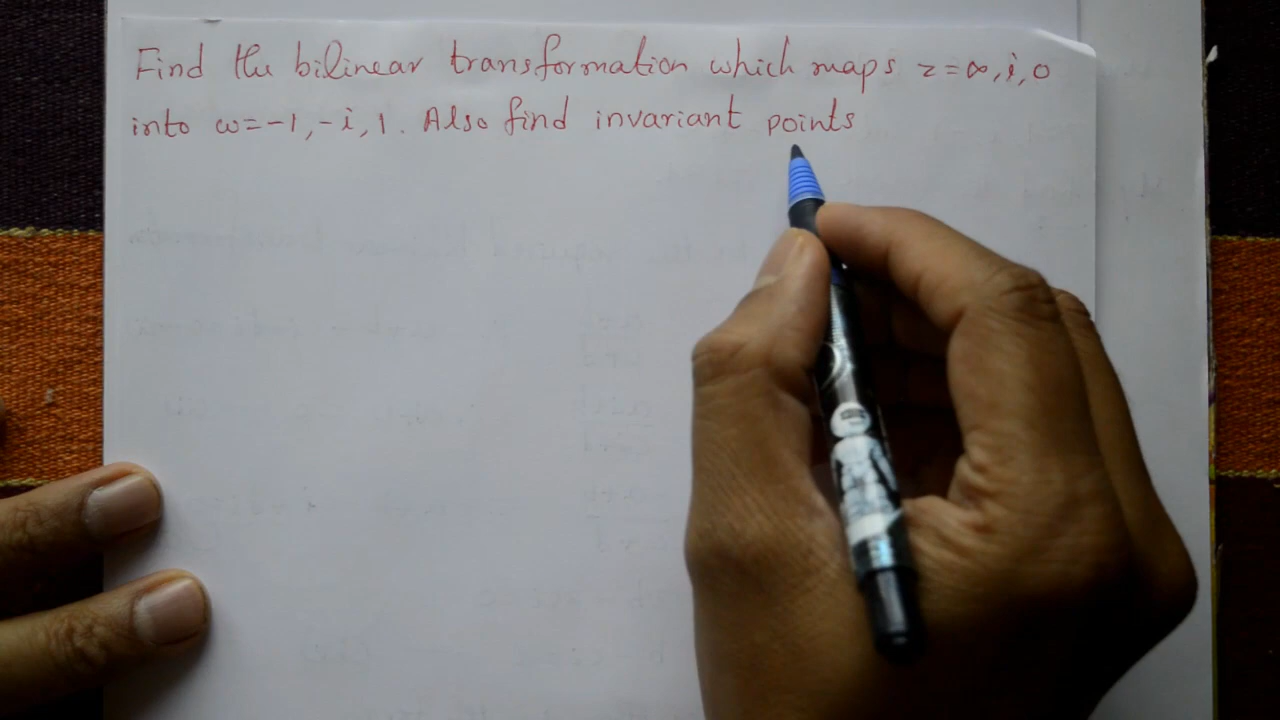 Find the bilinear transformation which maps z=∞,i,0
into ω=-1,-i,1. Also find invariant points